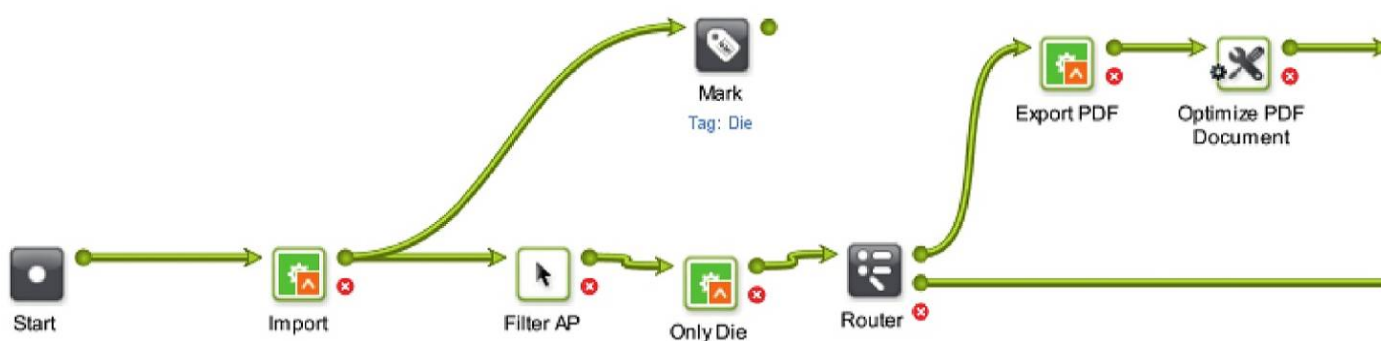 Mark
Tag: Die
Export PDF
Optimize PDF
Document
Start
Import
Filter AP
Only Die
Router